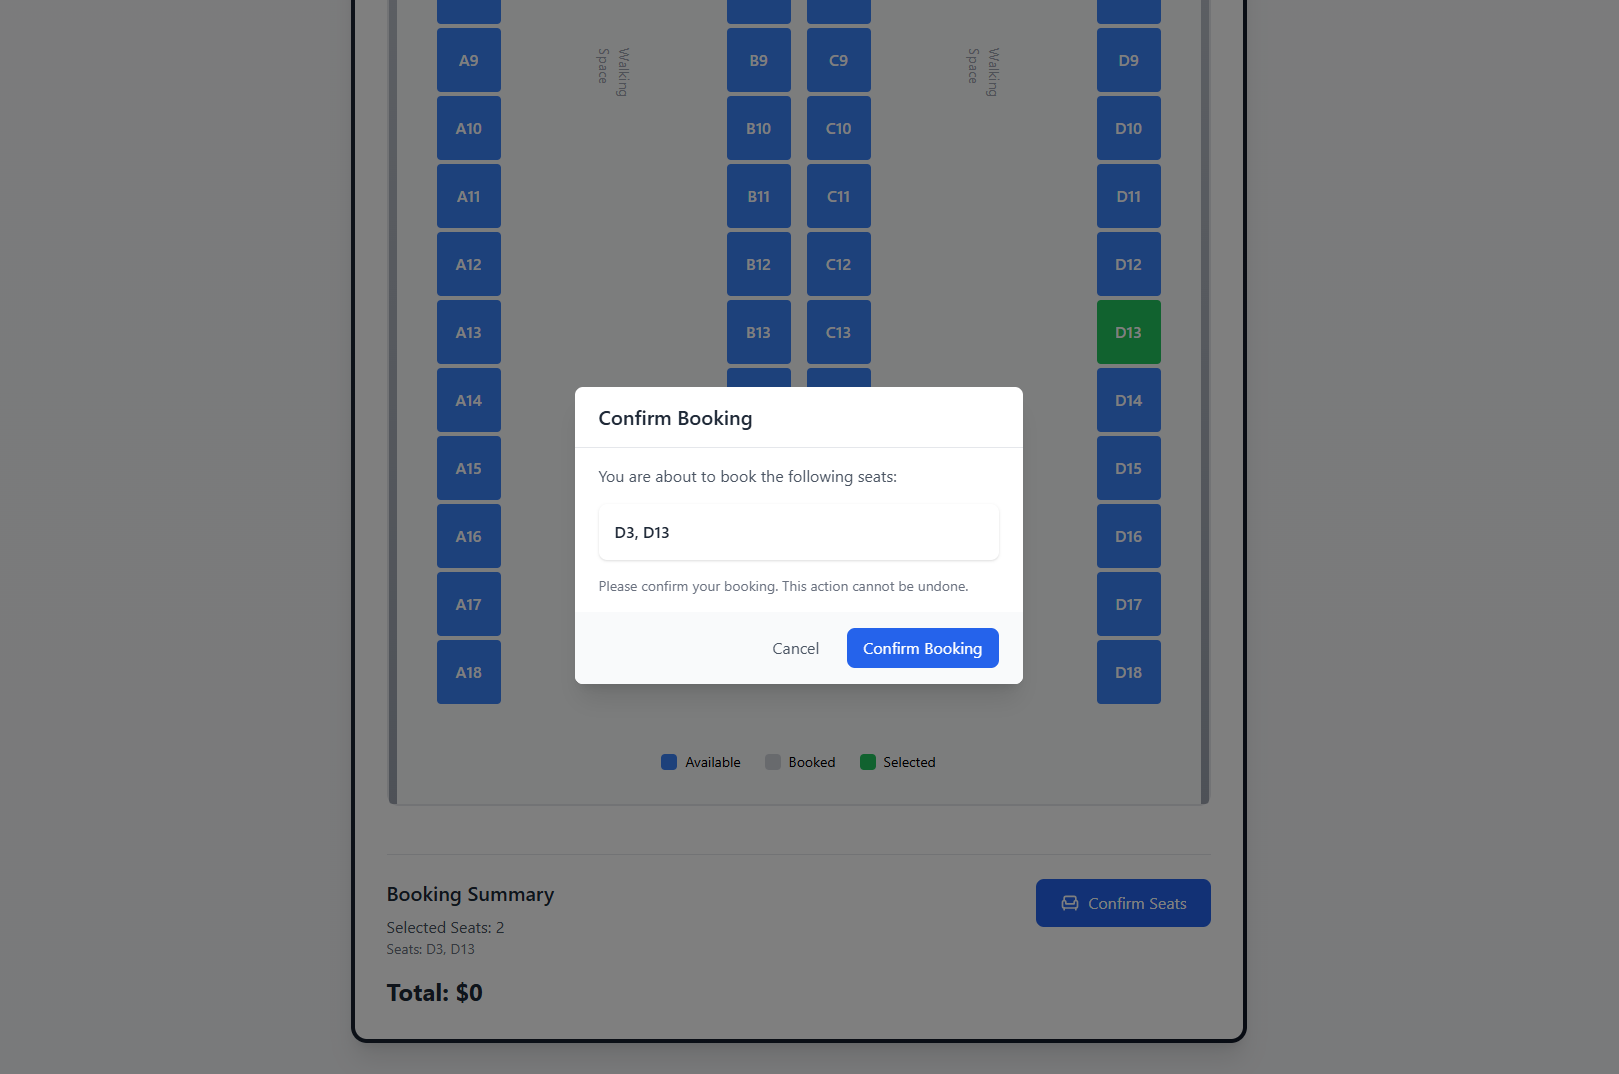 A9
Walking
Space
B9
C9
Walking
Space
D9
A10
B10
C10
D10
A11
B11
C11
D11
A12
B12
C12
D12
A13
B13
C13
D13
A14
D14
A15
D15
A16
D16
A17
D17
A18
D18
Confirm Booking
You are about to book the following seats:
D3, D13
Please confirm your booking. This action cannot be undone.
Cancel
Confirm Booking
Available
Booked
Selected
Booking Summary
Selected Seats: 2
Seats: D3, D13
Total: $0
Confirm Seats